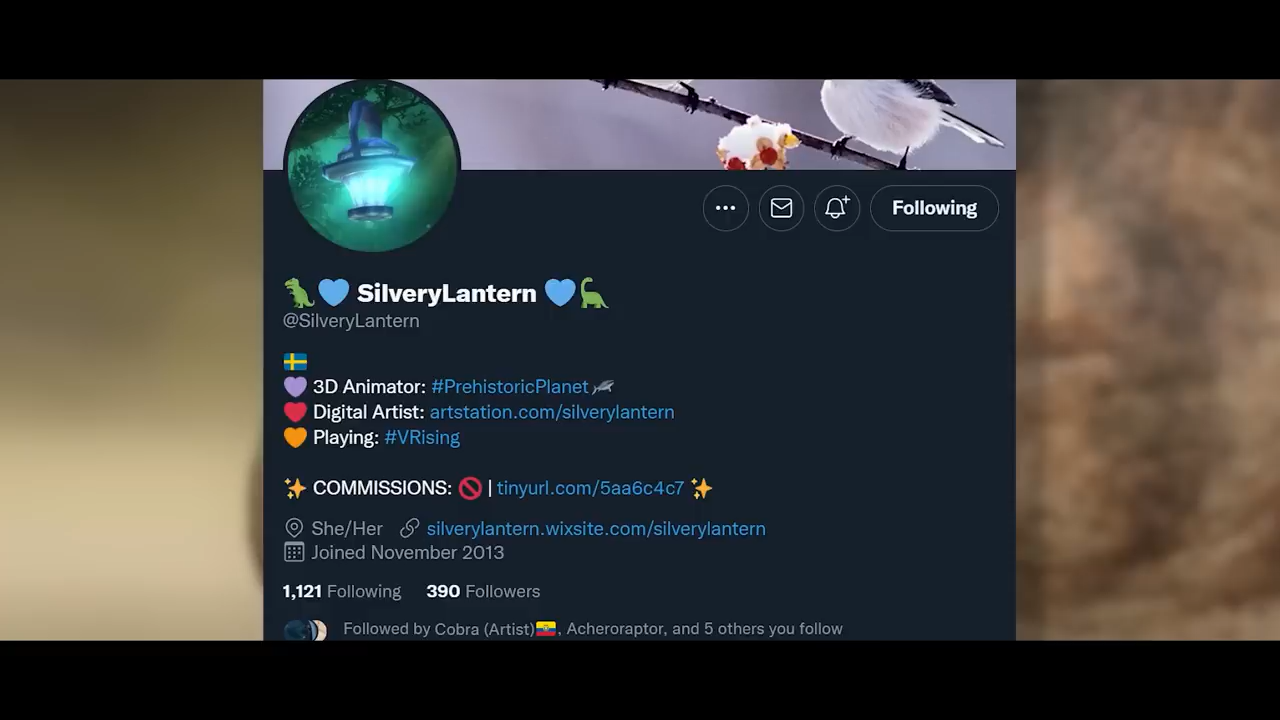 SilveryLantern
@SilveryLantern
3D Animator: #PrehistoricPlanet
Digital Artist: artstation.com/silverylantern
Playing: #VRising
COMMISSIONS: | tinyurl.com/5aa6c4c7
She/Her silverylantern.wixsite.com/silverylantern
Joined November 2013
1,121 Following 390 Followers
Followed by Cobra (Artist), Acheroraptor, and 5 others you follow
Following